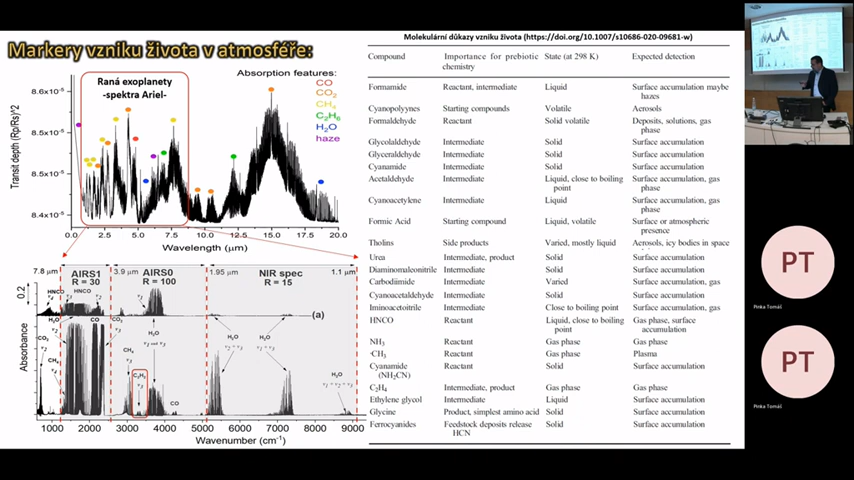 Markery vzniku života v atmosféře:
Raná exoplanety
-spektra Ariel-
Absorption features:
CO
CO2
CH4
C2H6
H2O
haze
Transit depth (Rp/Rs)^2
8.6x10-5
8.5x10-5
8.5x10-5
8.4x10-5
0.0 2.5 5.0 7.5 10.0 12.5 15.0 17.5 20.0
Wavelength (μm)
7.8 μm
3.9 μm
1.95 μm
1.1 μm
AIRS1
R = 30
AIRS0
R = 100
NIR spec
R = 15
0.2
Absorbance
HNCO
HNCO
H2O
CO
CO2
CO2
CH4
CH4
H2O
H2O
H2O
H2O
CO
(a)
1000 2000 3000 4000 5000 6000 7000 8000 9000
Wavenumber (cm-1)
Molekulární důkazy vzniku života (https://doi.org/10.1007/s10686-020-09681-w)
Compound Importance for prebiotic chemistry State (at 298 K) Expected detection
Formamide Reactant, intermediate Liquid Surface accumulation maybe hazes
Cyanopolyynes Starting compounds Volatile Aerosols
Formaldehyde Reactant Solid volatile Deposits, solutions, gas phase
Glycolaldehyde Intermediate Solid Surface accumulation
Glyceraldehyde Intermediate Solid Surface accumulation
Cyanamide Intermediate Solid Surface accumulation
Acetaldehyde Intermediate Liquid, close to boiling point Surface accumulation, gas phase
Cyanoacetylene Intermediate Liquid Surface accumulation, gas phase
Formic Acid Starting compound Liquid, volatile Surface or atmospheric presence
Tholins Side products Varied, mostly liquid Aerosols, icy bodies in space
Urea Intermediate, product Solid Surface accumulation
Diaminomaleonitrile Intermediate Solid Surface accumulation
Carbodiimide Intermediate Varied Surface accumulation, gas
Cyanoacetaldehyde Intermediate Solid Surface accumulation
Iminoacetoitrile Intermediate Close to boiling point Surface accumulation, gas
HNCO Reactant Liquid, close to boiling point Gas phase, surface accumulation
NH3 Reactant Gas phase Gas phase
·CH3 Reactant Gas phase Plasma
Cyanamide (NH2CN) Reactant Solid Surface accumulation
C2H4 Intermediate, product Gas phase Gas phase
Ethylene glycol Intermediate Liquid Surface accumulation
Glycine Product, simplest amino acid Solid Surface accumulation
Ferrocyanides Feedstock deposits release HCN Solid Surface accumulation
PT
Pinka Tomáš
PT
Pinka Tomáš